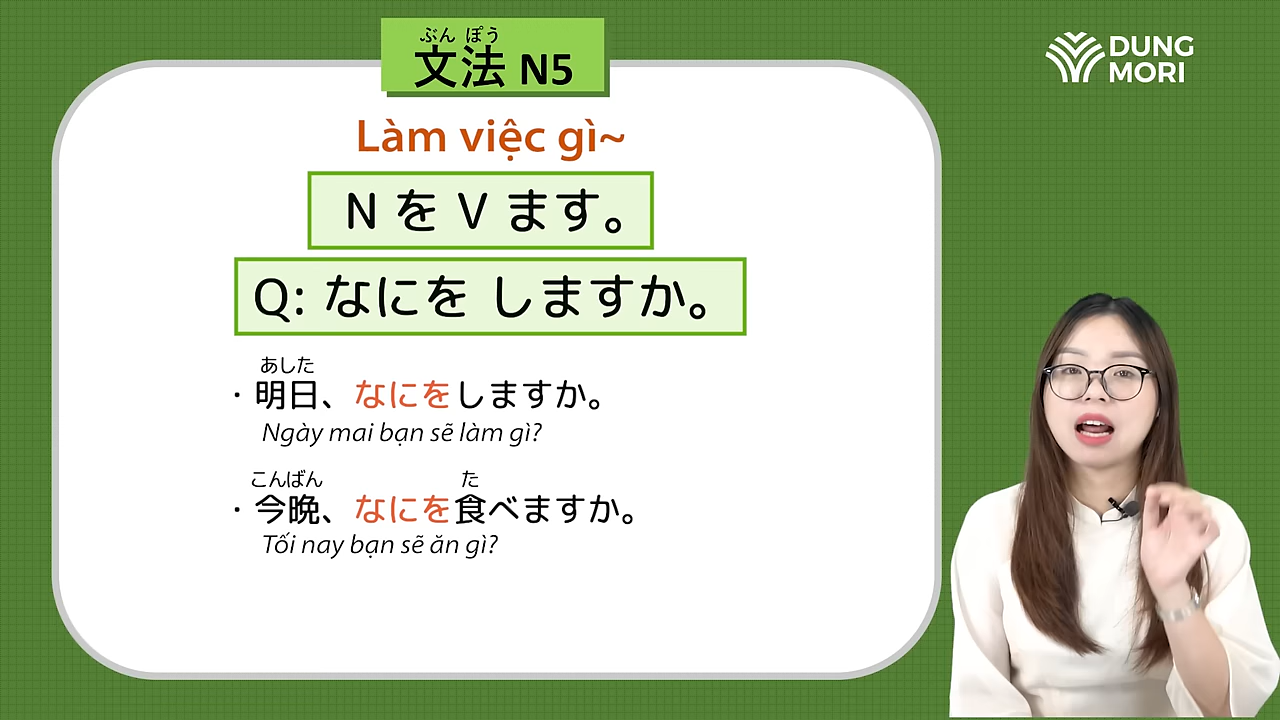 ぶん ぽう
文法 N5
DUNG
MORI
Làm việc gì~
N を V ます。
Q: なにを しますか。
あした
・明日、なにをしますか。
Ngày mai bạn sẽ làm gì?
こんばん た
・今晩、なにを食べますか。
Tối nay bạn sẽ ăn gì?